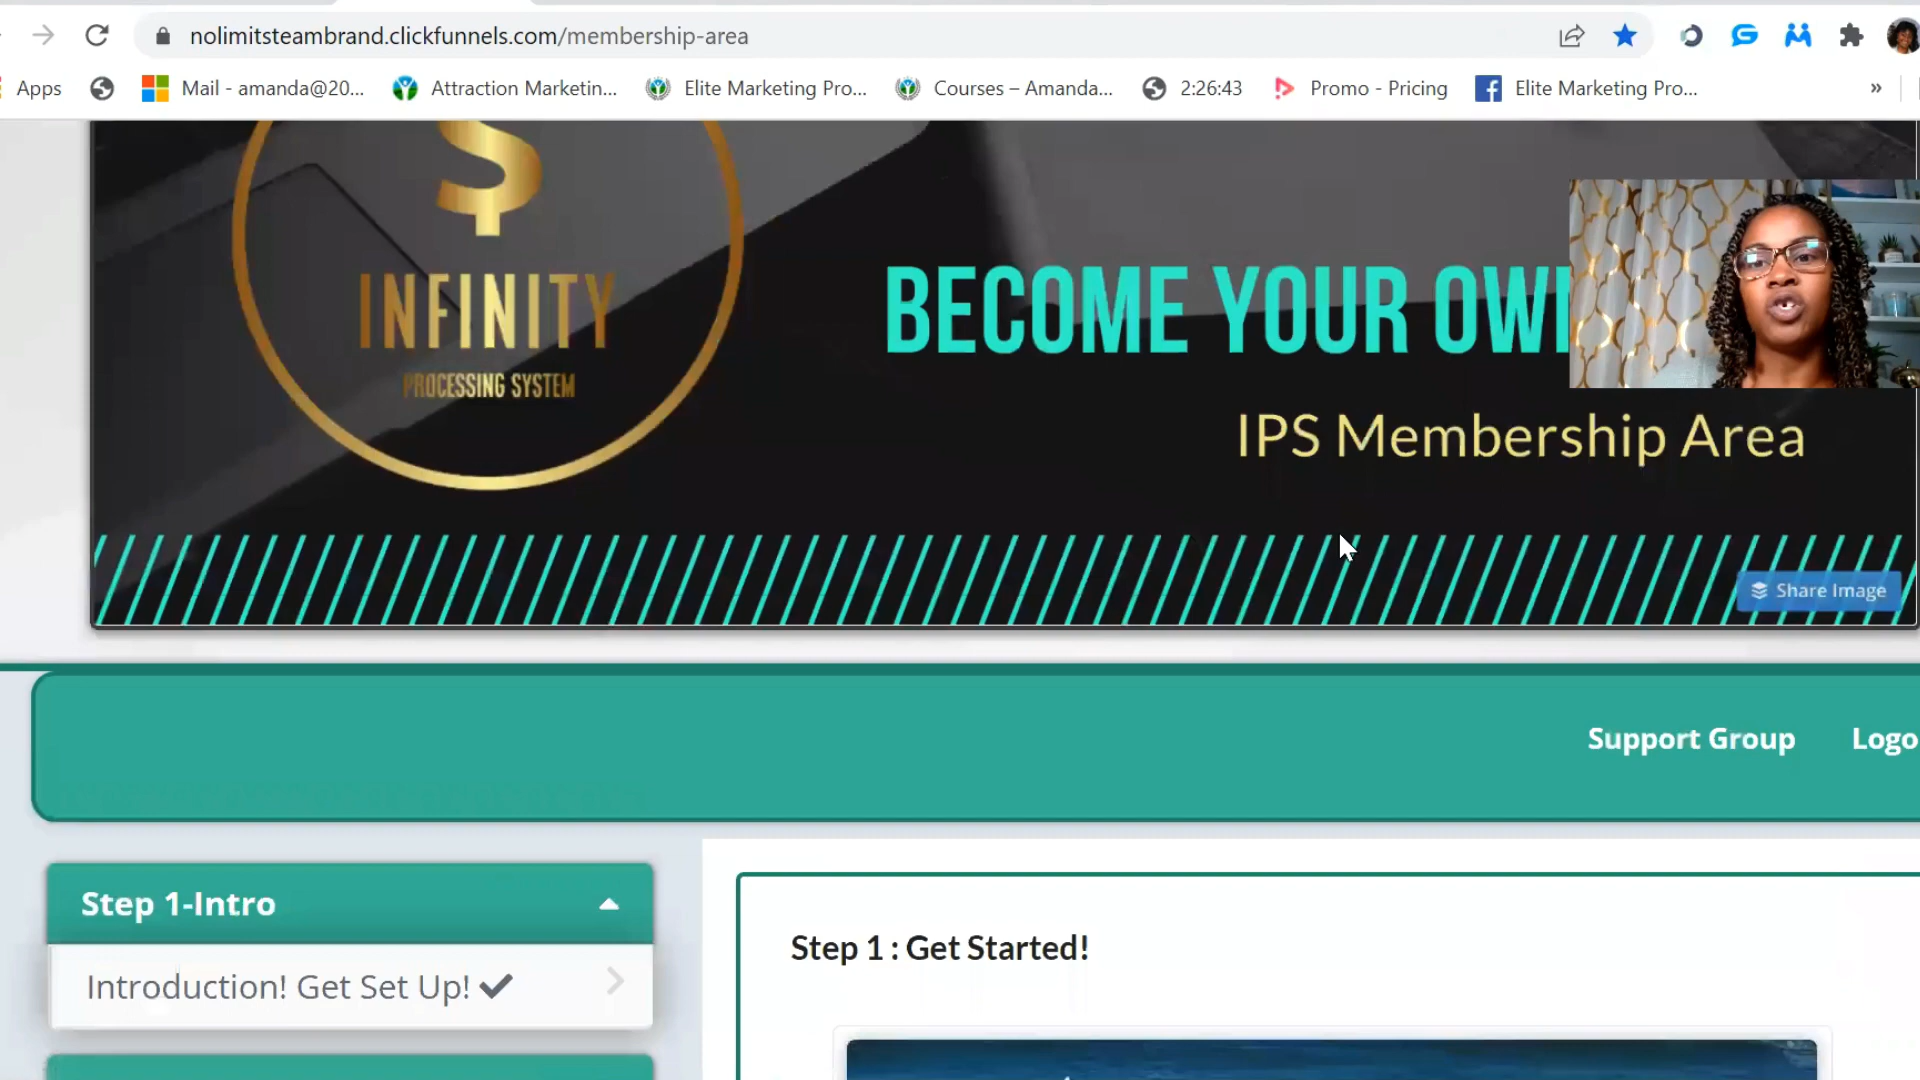 nolimitsteambrand.clickfunnels.com/membership-area
Apps
Mail - amanda@20...
Attraction Marketin...
Elite Marketing Pro...
Courses – Amanda...
2:26:43
Promo - Pricing
Elite Marketing Pro...
»
$
INFINITY
PROCESSING SYSTEM
BECOME YOUR OWN
IPS Membership Area
Share Image
Support Group
Logo
Step 1-Intro
Introduction! Get Set Up!
Step 1 : Get Started!